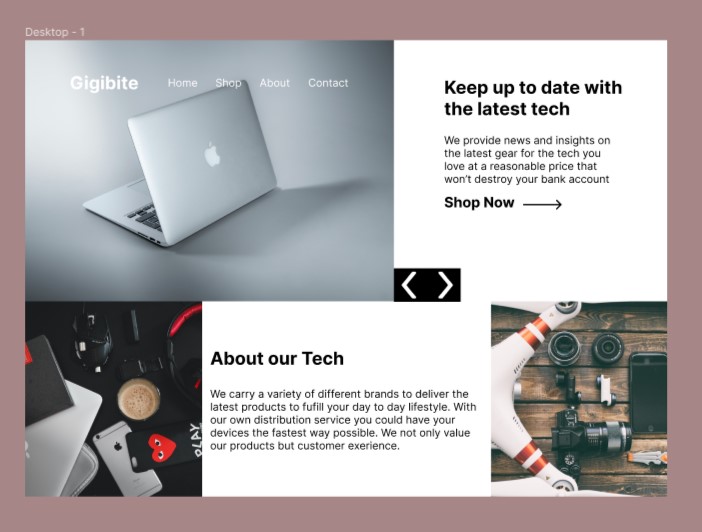 Desktop - 1
Gigibite Home Shop About Contact
Keep up to date with
the latest tech
We provide news and insights on
the latest gear for the tech you
love at a reasonable price that
won't destroy your bank account
Shop Now
About our Tech
We carry a variety of different brands to deliver the
latest products to fufill your day to day lifestyle. With
our own distribution service you could have your
devices the fastest way possible. We not only value
our products but customer exerience.
PLAY